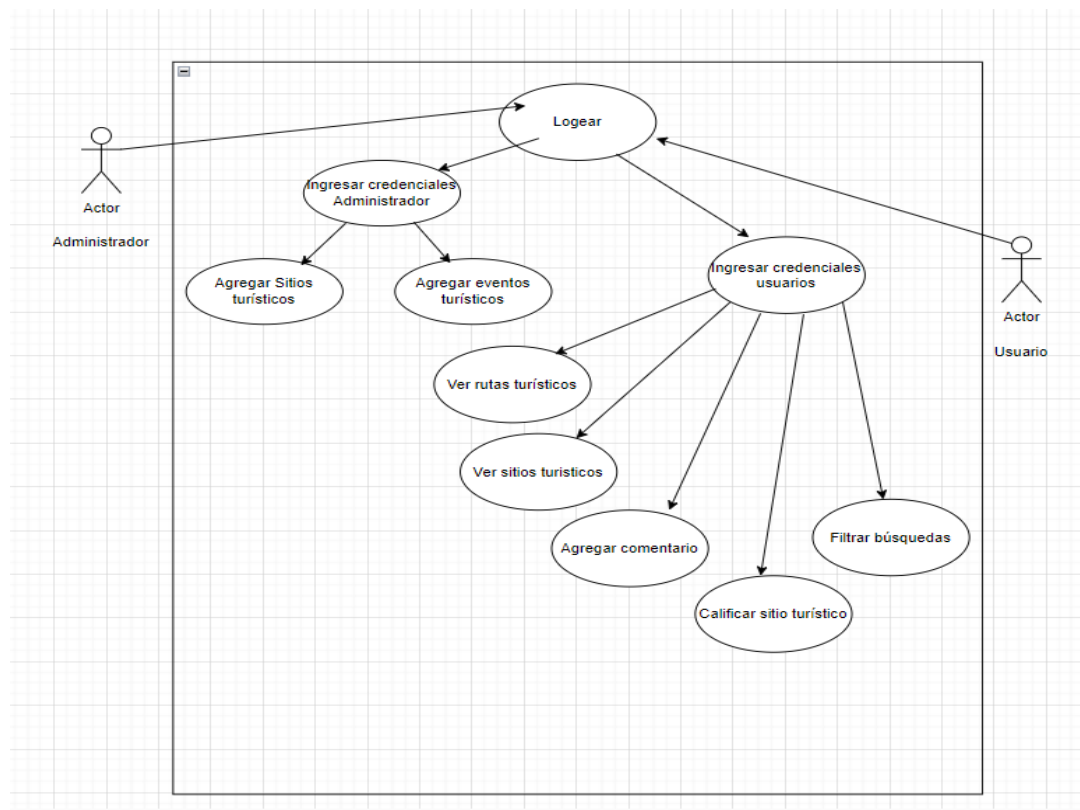 Logear
Ingresar credenciales
Administrador
Actor
Administrador
Agregar Sitios
turísticos
Agregar eventos
turísticos
Ingresar credenciales
usuarios
Actor
Usuario
Ver rutas turísticos
Ver sitios turisticos
Agregar comentario
Filtrar búsquedas
Calificar sitio turístico